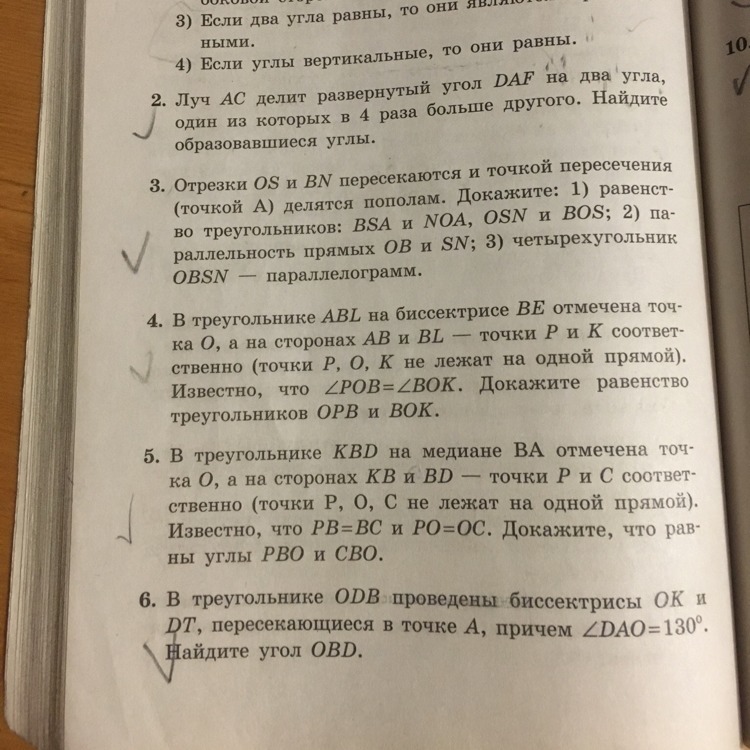 3) Если два угла равны, то они
ными.
4) Если углы вертикальные, то они равны.
2. Луч AC делит развернутый угол DAF на два угла,
один из которых в 4 раза больше другого. Найдите
образовавшиеся углы.
3. Отрезки OS и BN пересекаются и точкой пересечения
(точкой А) делятся пополам. Докажите: 1) равенст-
во треугольников: BSA и NOA, OSN и BOS; 2) па-
раллельность прямых OB и SN; 3) четырехугольник
OBSN — параллелограмм.
4. В треугольнике ABL на биссектрисе BE отмечена точ-
ка O, а на сторонах AB и BL — точки P и K соответ-
ственно (точки P, O, K не лежат на одной прямой).
Известно, что ∠POB=∠BOK. Докажите равенство
треугольников OPB и BOK.
5. В треугольнике KBD на медиане BA отмечена точ-
ка O, а на сторонах KB и BD — точки P и C соответ-
ственно (точки P, O, C не лежат на одной прямой).
Известно, что PB=BC и PO=OC. Докажите, что рав-
ны углы PBO и CBO.
6. В треугольнике ODB проведены биссектрисы OK и
DT, пересекающиеся в точке A, причем ∠DAO=130⁰.
Найдите угол OBD.
10.